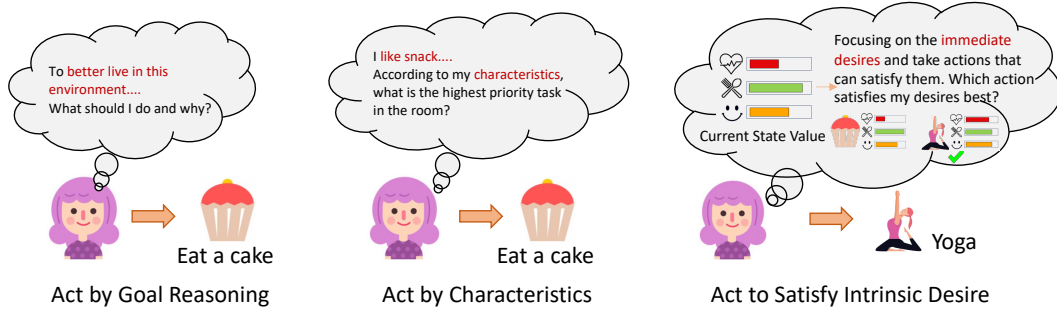 To better live in this
environment....
What should I do and why?
Eat a cake
Act by Goal Reasoning
I like snack....
According to my characteristics,
what is the highest priority task
in the room?
Eat a cake
Act by Characteristics
Current State Value
Focusing on the immediate
desires and take actions that
can satisfy them. Which action
satisfies my desires best?
Yoga
Act to Satisfy Intrinsic Desire